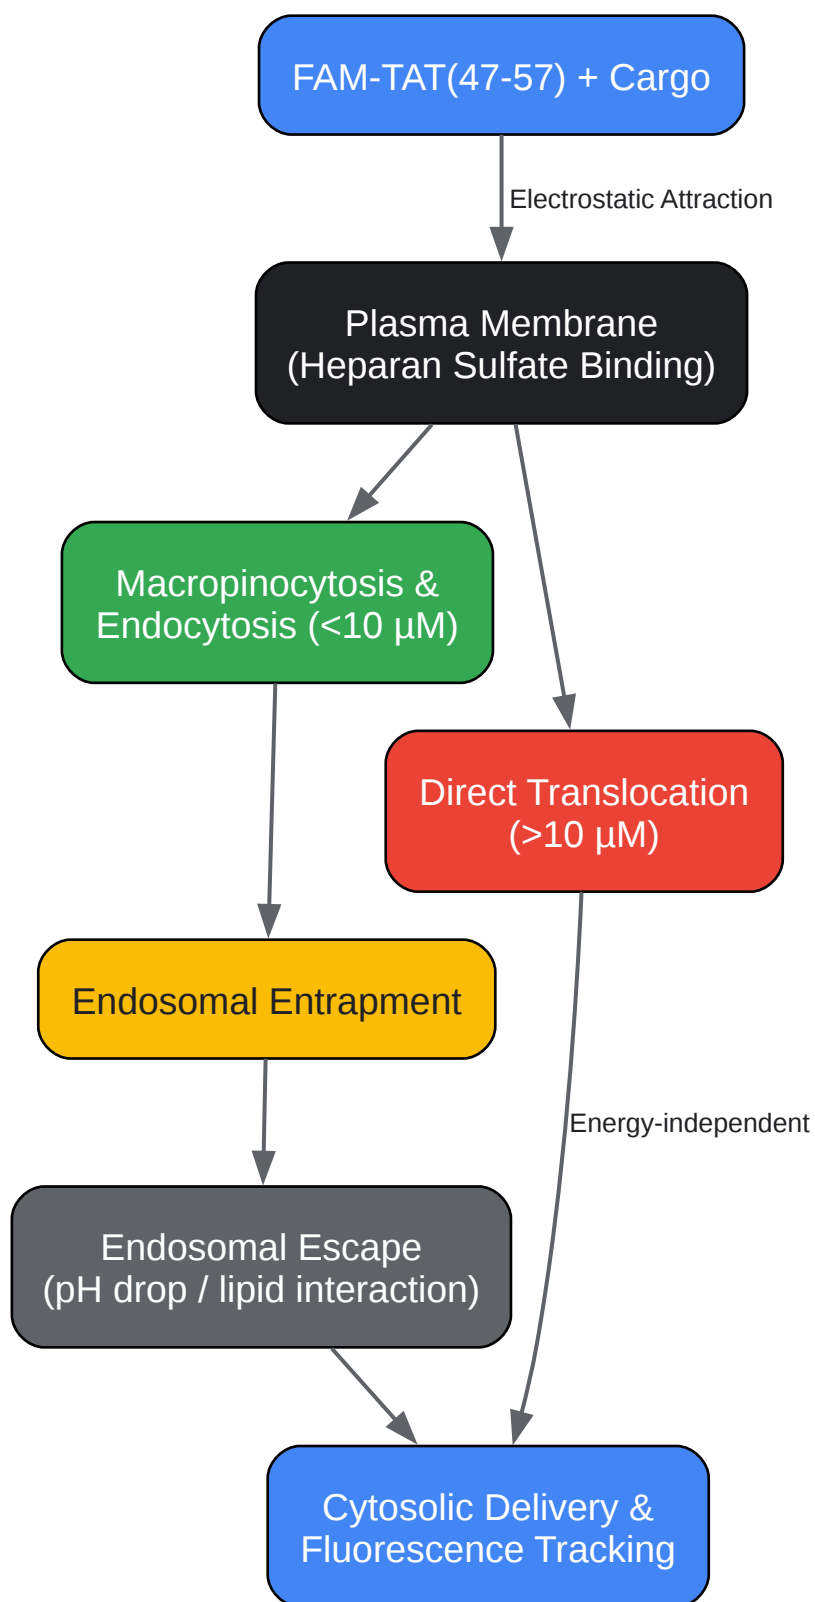 FAM-TAT(47-57) + Cargo
Electrostatic Attraction
Plasma Membrane
(Heparan Sulfate Binding)
Macropinocytosis &
Endocytosis (<10 µM)
Direct Translocation
(>10 µM)
Endosomal Entrapment
Energy-independent
Endosomal Escape
(pH drop / lipid interaction)
Cytosolic Delivery &
Fluorescence Tracking